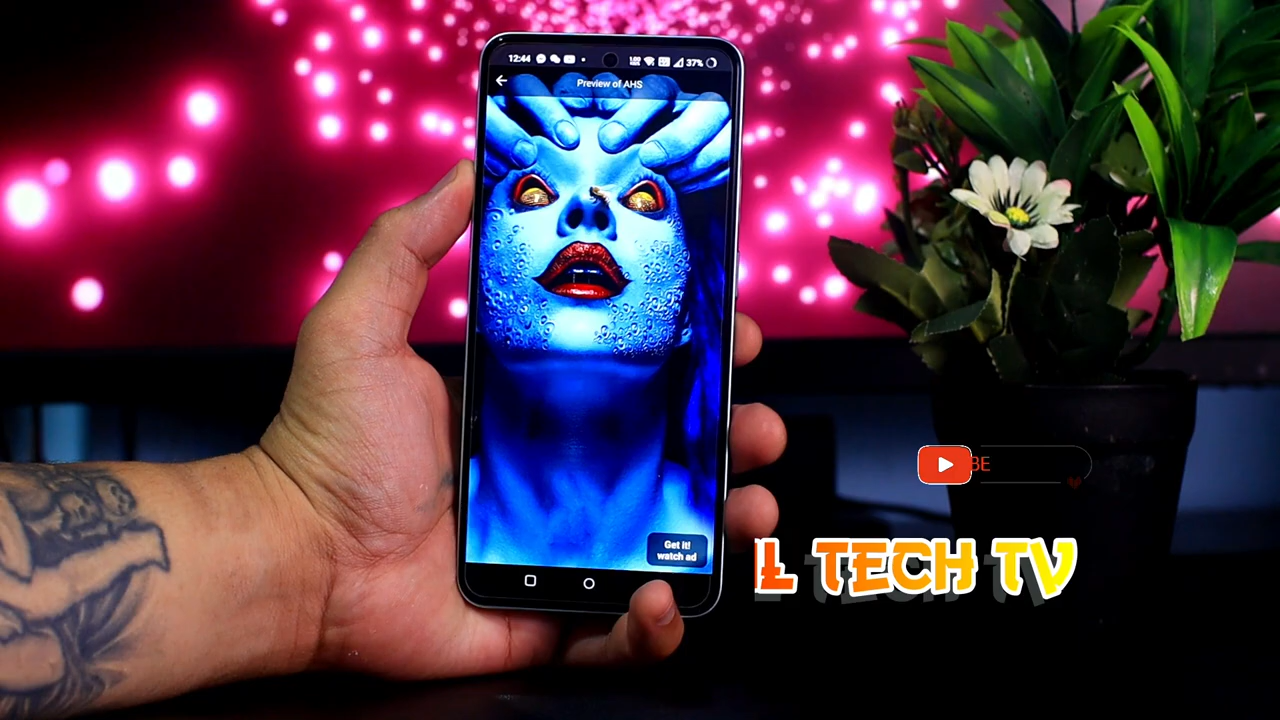 12:44
37%
Preview of AHS
Get it!
watch ad
BE
L TECH TV